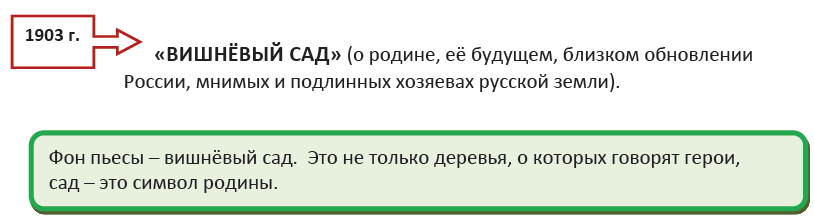 1903 г.
«ВИШНЁВЫЙ САД» (о родине, её будущем, близком обновлении
России, мнимых и подлинных хозяевах русской земли).
Фон пьесы – вишнёвый сад. Это не только деревья, о которых говорят герои,
сад – это символ родины.